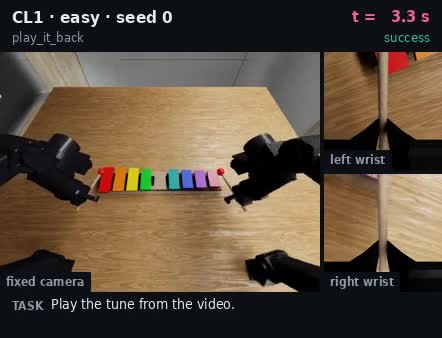 CL1 · easy · seed 0
t = 3.3 s
play_it_back
success
left wrist
fixed camera
right wrist
TASK Play the tune from the video.